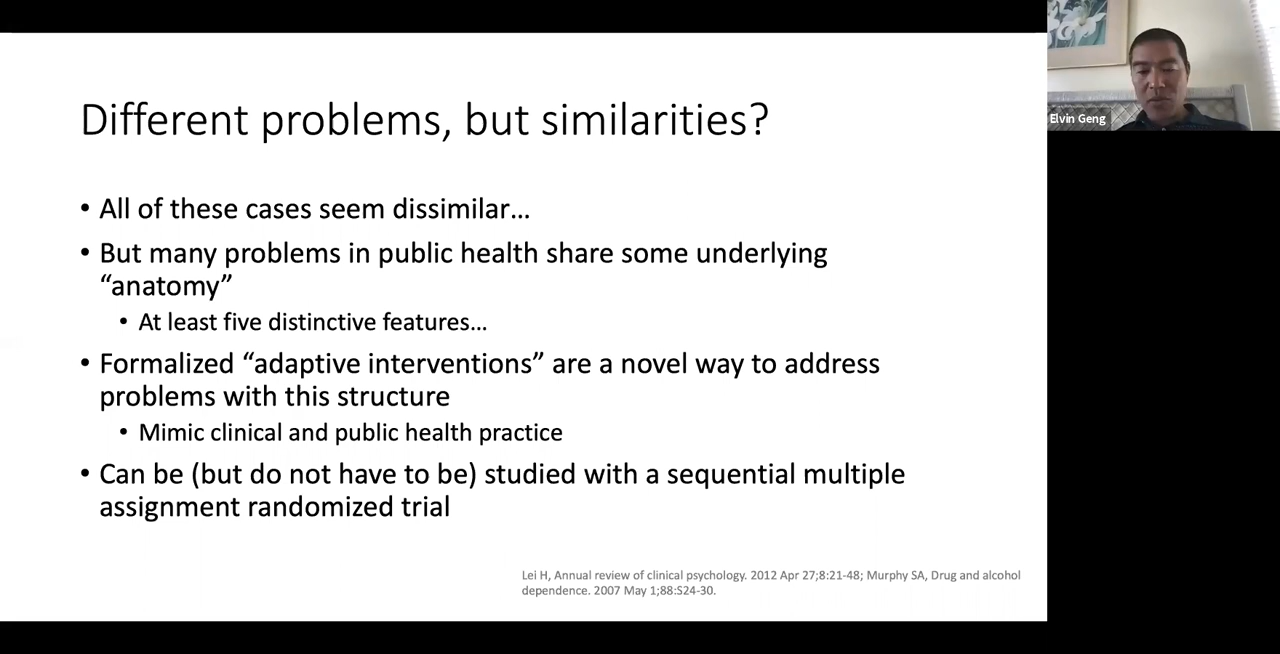 Different problems, but similarities?
• All of these cases seem dissimilar…
• But many problems in public health share some underlying
“anatomy”
• At least five distinctive features…
• Formalized “adaptive interventions” are a novel way to address
problems with this structure
• Mimic clinical and public health practice
• Can be (but do not have to be) studied with a sequential multiple
assignment randomized trial
Lei H, Annual review of clinical psychology. 2012 Apr 27;8:21-48; Murphy SA, Drug and alcohol
dependence. 2007 May 1;88:S24-30.
Elvin Geng